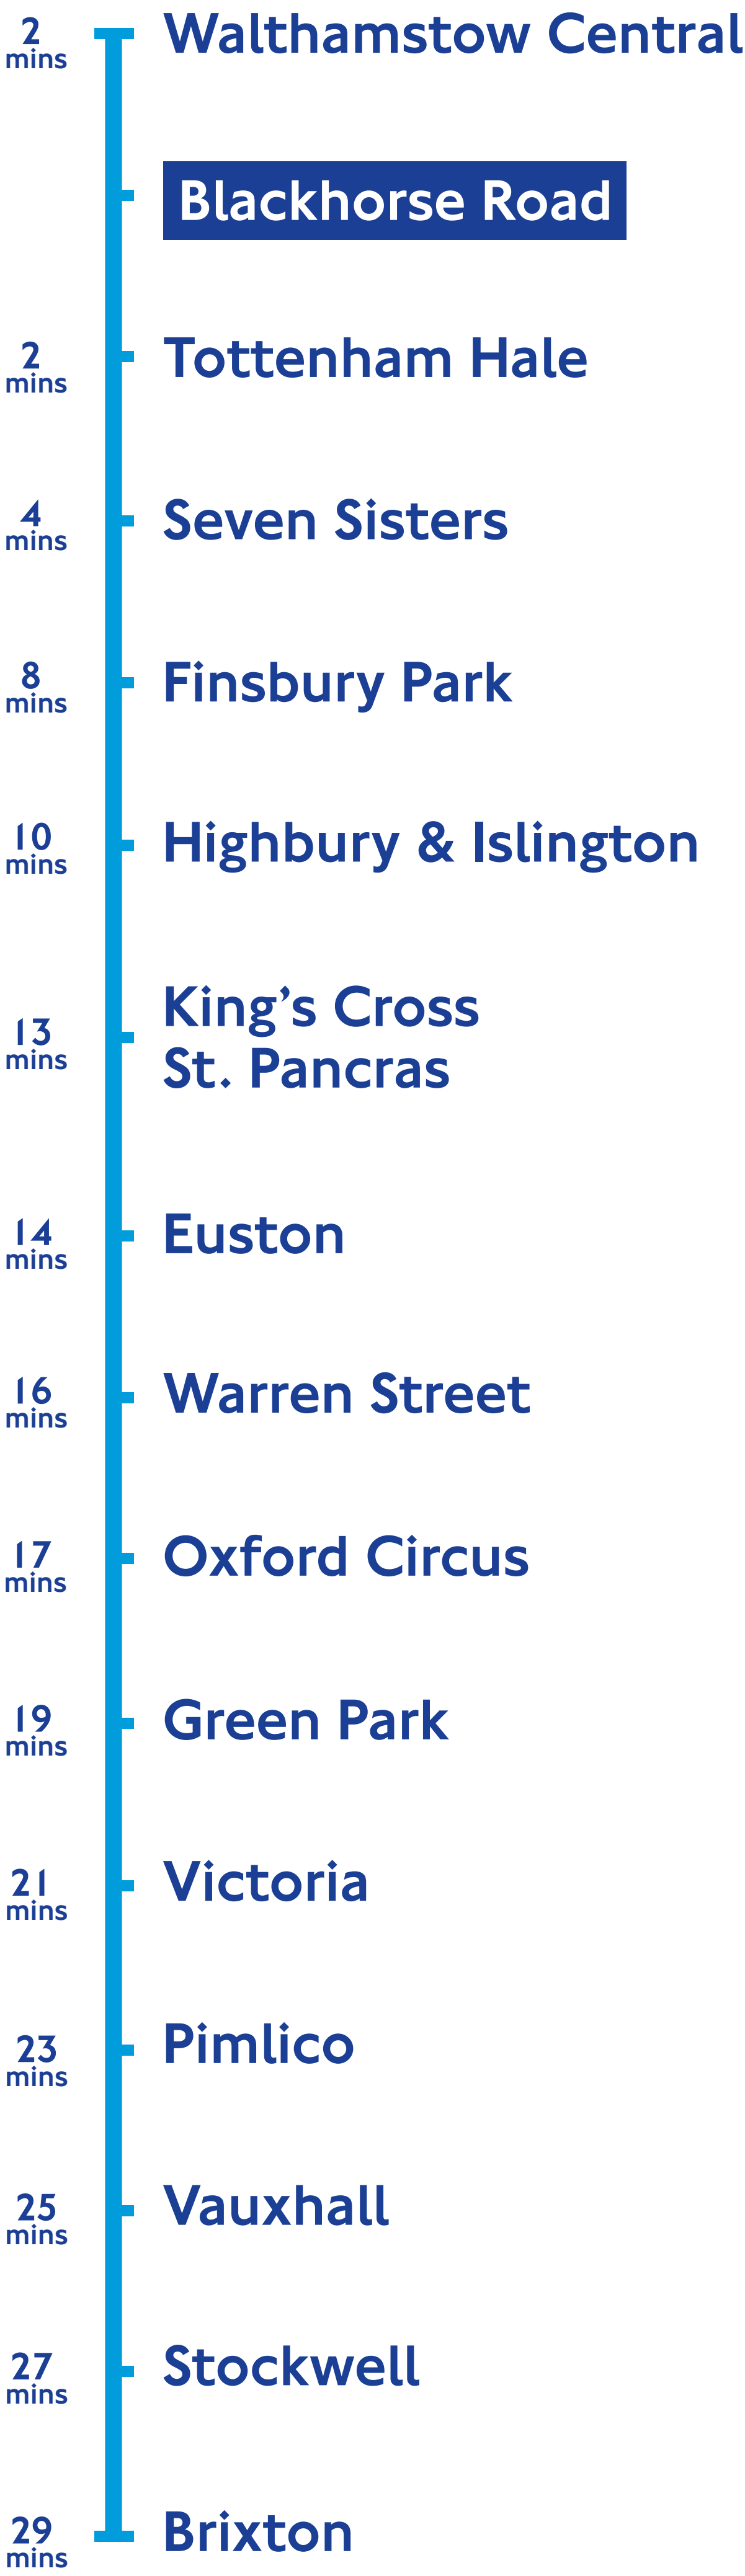 2
mins
Walthamstow Central
Blackhorse Road
2
mins
Tottenham Hale
4
mins
Seven Sisters
8
mins
Finsbury Park
10
mins
Highbury & Islington
13
mins
King’s Cross
St. Pancras
14
mins
Euston
16
mins
Warren Street
17
mins
Oxford Circus
19
mins
Green Park
21
mins
Victoria
23
mins
Pimlico
25
mins
Vauxhall
27
mins
Stockwell
29
mins
Brixton